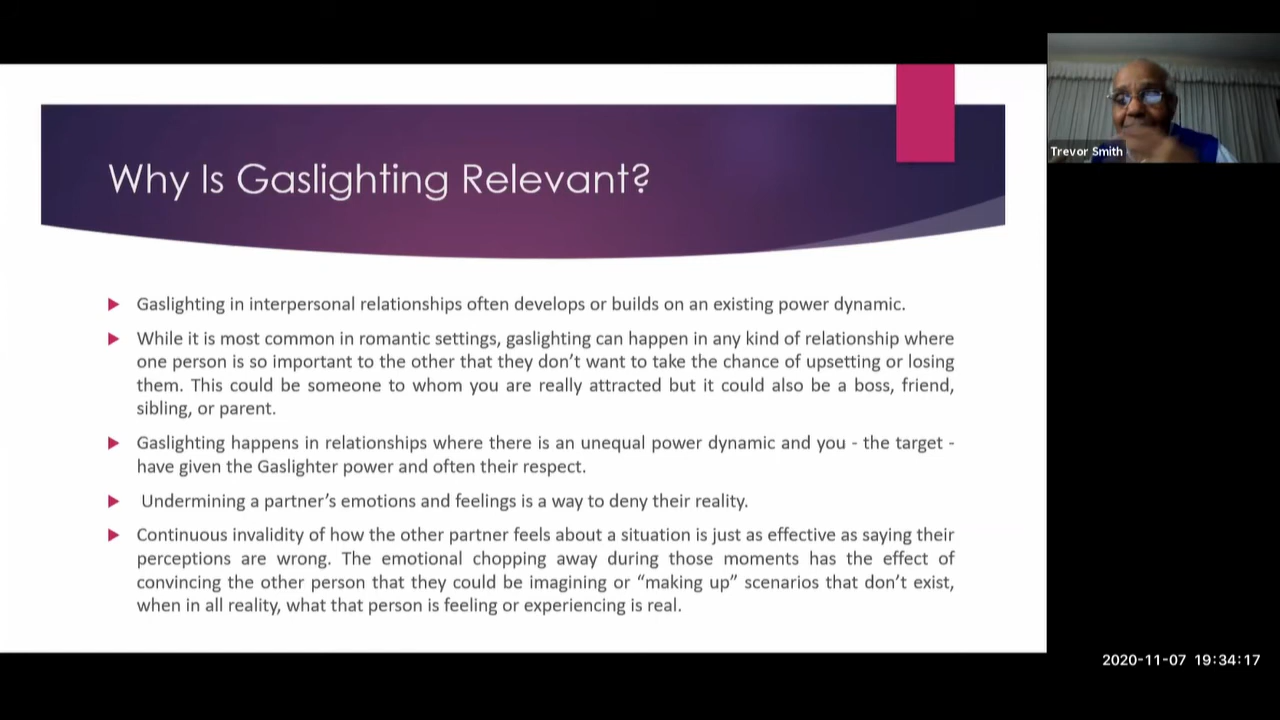 Why Is Gaslighting Relevant?
Gaslighting in interpersonal relationships often develops or builds on an existing power dynamic.
While it is most common in romantic settings, gaslighting can happen in any kind of relationship where
one person is so important to the other that they don’t want to take the chance of upsetting or losing
them. This could be someone to whom you are really attracted but it could also be a boss, friend,
sibling, or parent.
Gaslighting happens in relationships where there is an unequal power dynamic and you - the target -
have given the Gaslighter power and often their respect.
Undermining a partner’s emotions and feelings is a way to deny their reality.
Continuous invalidity of how the other partner feels about a situation is just as effective as saying their
perceptions are wrong. The emotional chopping away during those moments has the effect of
convincing the other person that they could be imagining or “making up” scenarios that don’t exist,
when in all reality, what that person is feeling or experiencing is real.
Trevor Smith
2020-11-07 19:34:17